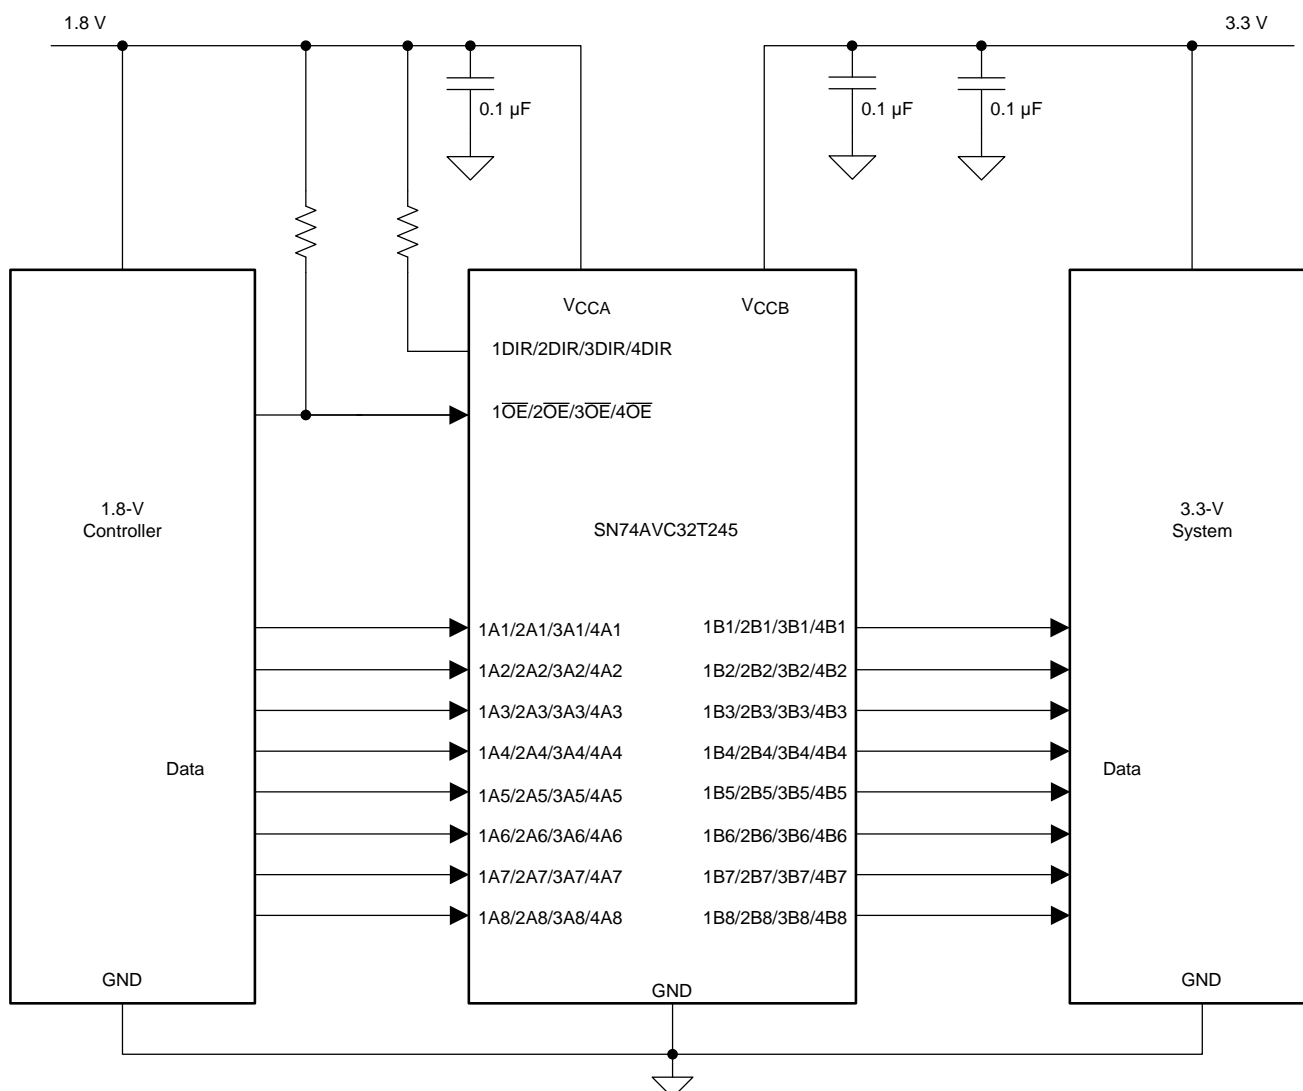 1.8 V
3.3 V
0.1 µF
0.1 µF
0.1 µF
VCCA
VCCB
1DIR/2DIR/3DIR/4DIR
1O̅E̅/2O̅E̅/3O̅E̅/4O̅E̅
1.8-V
Controller
SN74AVC32T245
3.3-V
System
1A1/2A1/3A1/4A1
1B1/2B1/3B1/4B1
1A2/2A2/3A2/4A2
1B2/2B2/3B2/4B2
1A3/2A3/3A3/4A3
1B3/2B3/3B3/4B3
1A4/2A4/3A4/4A4
1B4/2B4/3B4/4B4
Data
Data
1A5/2A5/3A5/4A5
1B5/2B5/3B5/4B5
1A6/2A6/3A6/4A6
1B6/2B6/3B6/4B6
1A7/2A7/3A7/4A7
1B7/2B7/3B7/4B7
1A8/2A8/3A8/4A8
1B8/2B8/3B8/4B8
GND
GND
GND